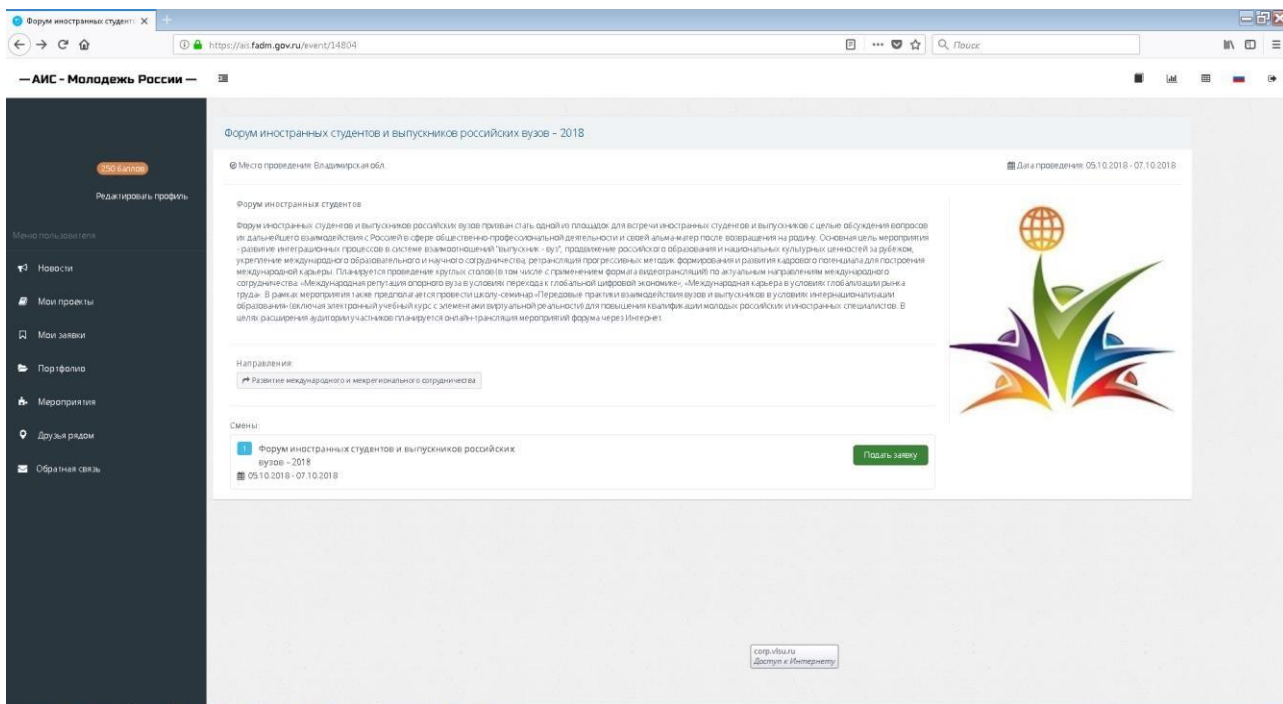 Форум иностранных студент
https://ais.fadm.gov.ru/event/14804
Поиск
— АИС - Молодежь России —
Форум иностранных студентов и выпускников российских вузов – 2018
250 баллов
Место проведения: Владимирская обл.
Дата проведения: 05.10.2018 - 07.10.2018
Редактировать профиль
Меню пользователя
Новости
Мои проекты
Мои заявки
Портфолио
Мероприятия
Друзья рядом
Обратная связь
Форум иностранных студентов
Форум иностранных студентов и выпускников российских вузов призван стать одной из площадок для встречи иностранных студентов и выпускников с целью обсуждения вопросов
их дальнейшего взаимодействия с Россией в сфере общественно-профессиональной деятельности и своей альма-матер после возвращения на родину. Основная цель мероприятия
- развитие интеграционных процессов в системе взаимоотношений "выпускник - вуз", продвижение российского образования и национальных культурных ценностей за рубежом,
укрепление международного образовательного и научного сотрудничества, ретрансляция прогрессивных методик формирования и развития кадрового потенциала для построения
международной карьеры. Планируется проведение круглых столов (в том числе с применением формата видеотрансляций) по актуальным направлениям международного
сотрудничества: «Международная репутация опорного вуза в условиях перехода к глобальной цифровой экономике», «Международная карьера в условиях глобализации рынка
труда». В рамках мероприятия также предполагается провести школу-семинар «Передовые практики взаимодействия вузов и выпускников в условиях интернационализации
образования» (включая электронный учебный курс с элементами виртуальной реальности) для повышения квалификации молодых российских и иностранных специалистов. В
целях расширения аудитории участников планируется онлайн-трансляция мероприятий форума через Интернет.
Направления:
Развитие международного и межрегионального сотрудничества
Смены:
1 Форум иностранных студентов и выпускников российских
вузов – 2018
05.10.2018 - 07.10.2018
Подать заявку
corp.vlsu.ru
Доступ к Интернету